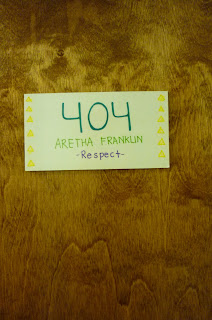 404
ARETHA FRANKLIN
-Respect-